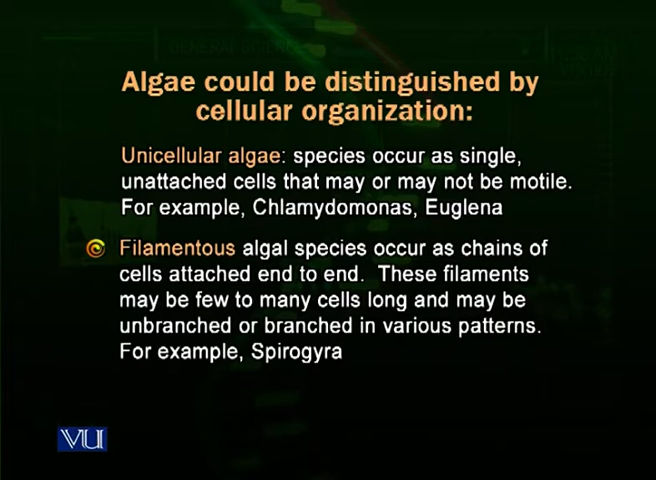 Algae could be distinguished by
cellular organization:
Unicellular algae: species occur as single,
unattached cells that may or may not be motile.
For example, Chlamydomonas, Euglena
Filamentous algal species occur as chains of
cells attached end to end. These filaments
may be few to many cells long and may be
unbranched or branched in various patterns.
For example, Spirogyra
VU